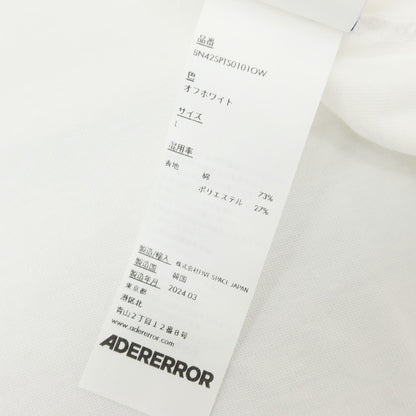 品番
BN42SPTS0101OW
色
オフホワイト
サイズ
L
混用率
表地 綿 73%
ポリエステル 27%
製造/輸入 株式会社FIVE SPACE JAPAN
製造国 韓国
製造年月 2024.03
東京都
港区北
青山2丁目12番8号
www.adererror.com
ADERERROR